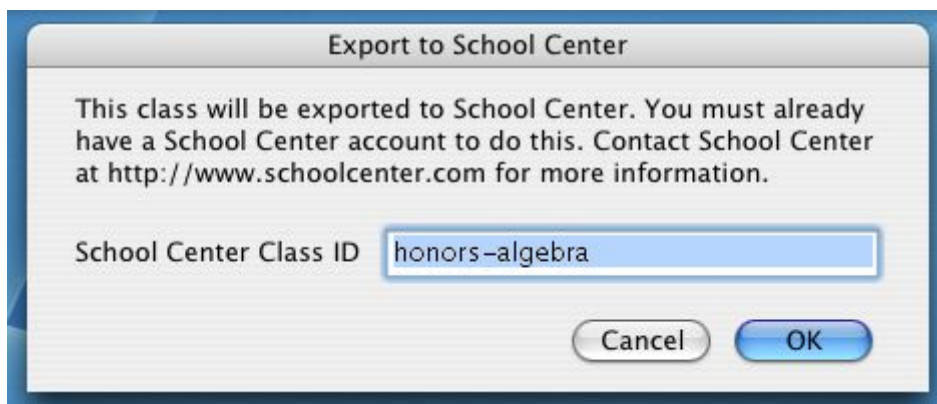 Export to School Center
This class will be exported to School Center. You must already
have a School Center account to do this. Contact School Center
at http://www.schoolcenter.com for more information.
School Center Class ID honors-algebra
Cancel OK